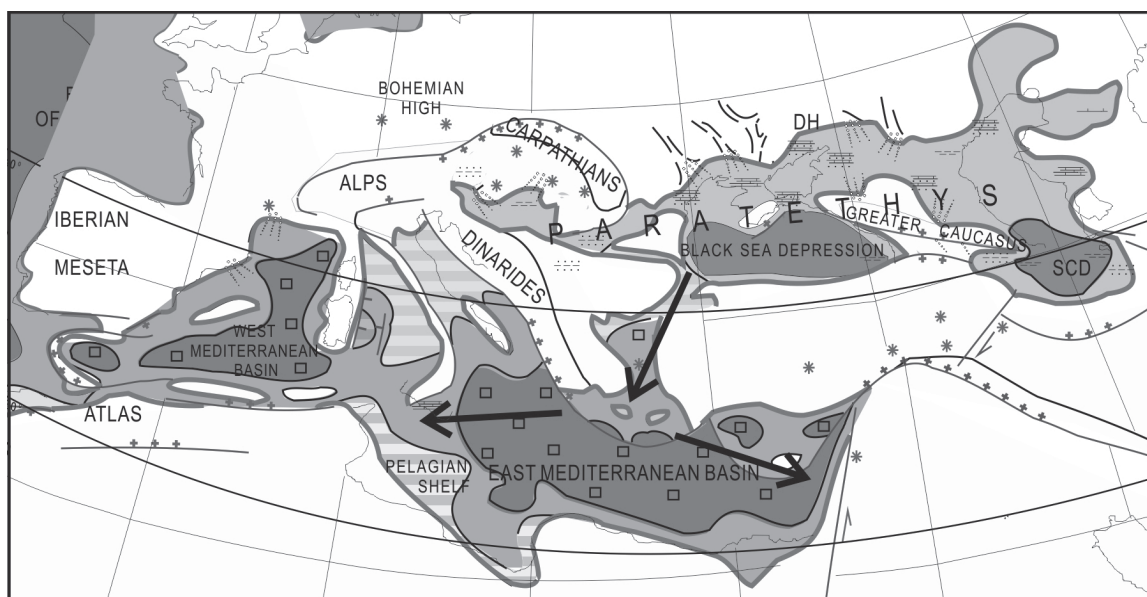 OF
BOHEMIAN
HIGH
CARPATHIANS
DH
ALPS
IBERIAN
MESETA
DINARIDES
PARATETHYS
GREATER CAUCASUS
BLACK SEA DEPRESSION
SCD
WEST
MEDITERRANEAN
BASIN
ATLAS
PELAGIAN
SHELF
EAST MEDITERRANEAN BASIN